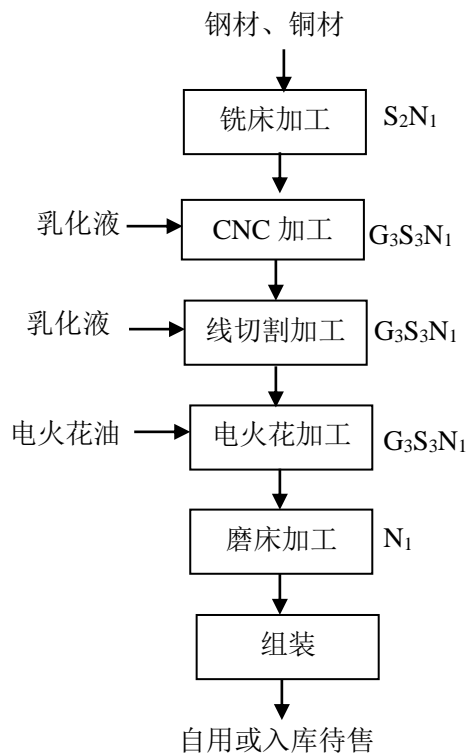 钢材、铜材
铣床加工 S₂N₁
乳化液 CNC 加工 G₃S₃N₁
乳化液 线切割加工 G₃S₃N₁
电火花油 电火花加工 G₃S₃N₁
磨床加工 N₁
组装
自用或入库待售